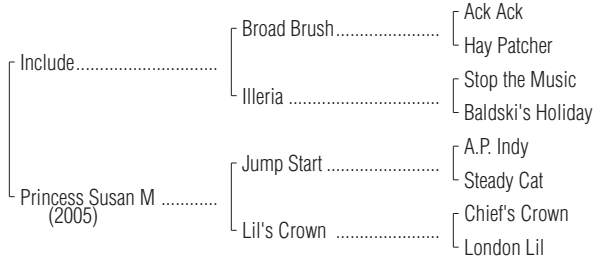 Ack Ack
Broad Brush..................
Hay Patcher
Include.........................
Stop the Music
Illeria ..........................
Baldski's Holiday
A.P. Indy
Jump Start ....................
Steady Cat
Princess Susan M ..........
(2005)
Chief's Crown
Lil's Crown ..................
London Lil